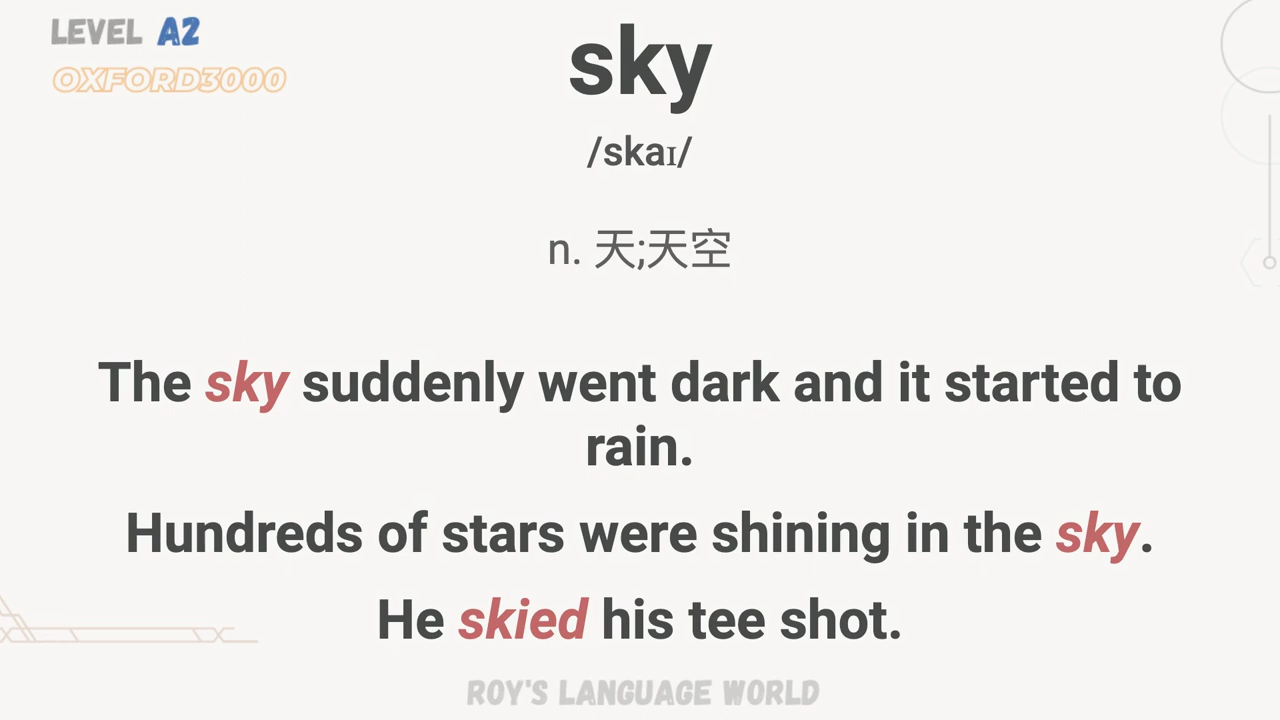 LEVEL A2
OXFORD3000
sky
/skaɪ/
n. 天;天空
The sky suddenly went dark and it started to
rain.
Hundreds of stars were shining in the sky.
He skied his tee shot.
ROY'S LANGUAGE WORLD